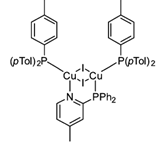 (pTol)₂P P(pTol)₂
Cu I I Cu
N PPh₂